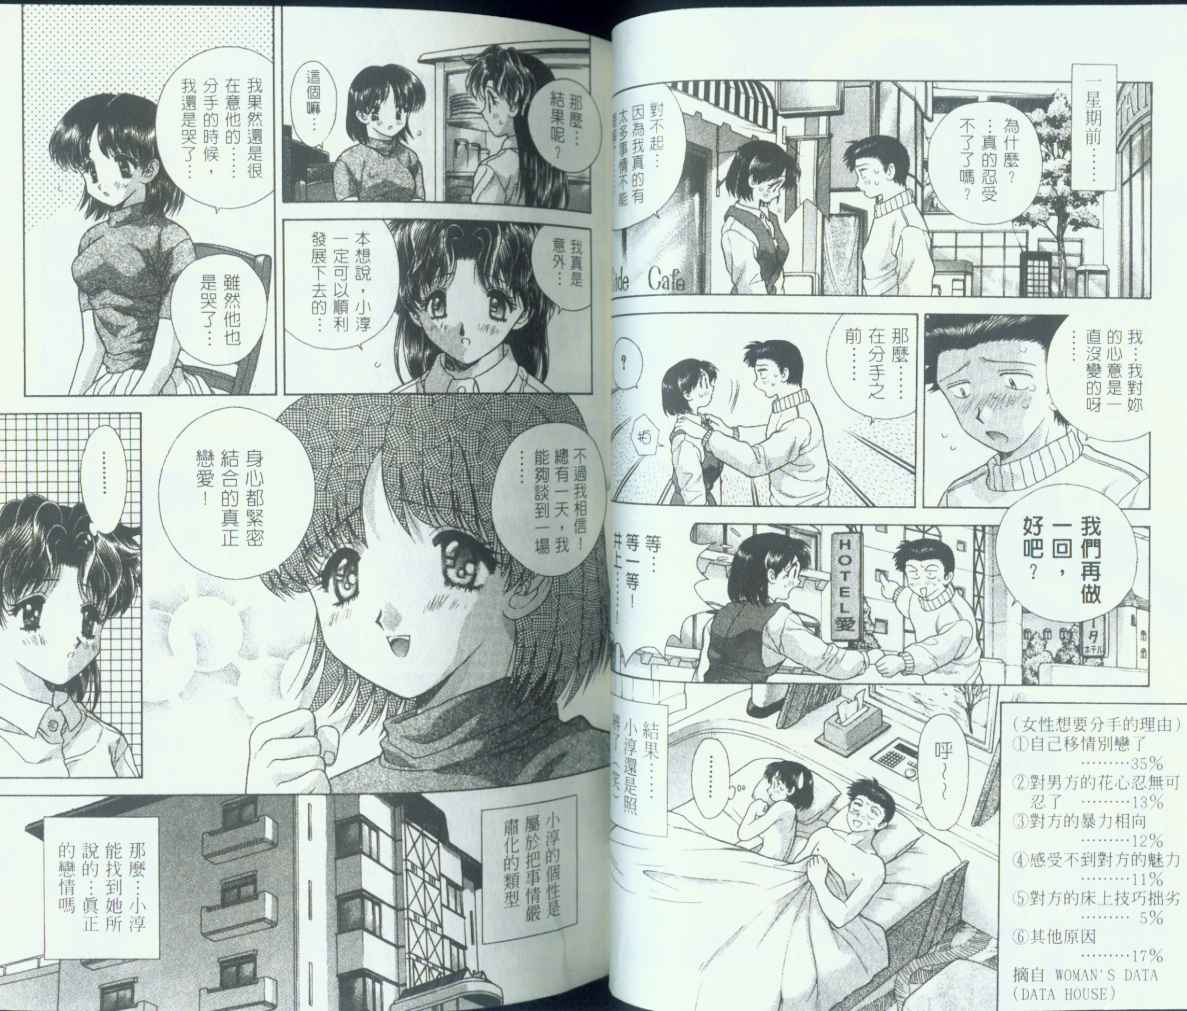 一星期前……
為什麼?
…真的忍受
不了了嗎?
對不起…
因為我真的有
太多事情不能
Cafe
我…我對妳
的心意是一
直沒變的呀
……
那麼……
在分手之
前……
?
我們再做
一回,
好吧?
HOTEL愛
ホテル
等…
等一等!
井上……!
呼~~
………
結果……
小淳還是照
(女性想要分手的理由)
①自己移情別戀了
………35%
②對男方的花心忍無可
忍了 ………13%
③對方的暴力相向
………12%
④感受不到對方的魅力
………11%
⑤對方的床上技巧拙劣
……… 5%
⑥其他原因
………17%
摘自 WOMAN'S DATA
(DATA HOUSE)
那麼…
結果呢?
這個嘛…
我果然還是很
在意他的……
分手的時候,
我還是哭了…
我真是
意外…
本想說,小淳
一定可以順利
發展下去的…
雖然他也
是哭了…
不過我相信!
總有一天,我
能夠談到一場
……
身心都緊密
結合的真正
戀愛!
………
小淳的個性是
屬於把事情嚴
肅化的類型
那麼…小淳
能找到她所
說的…真正
的戀情嗎